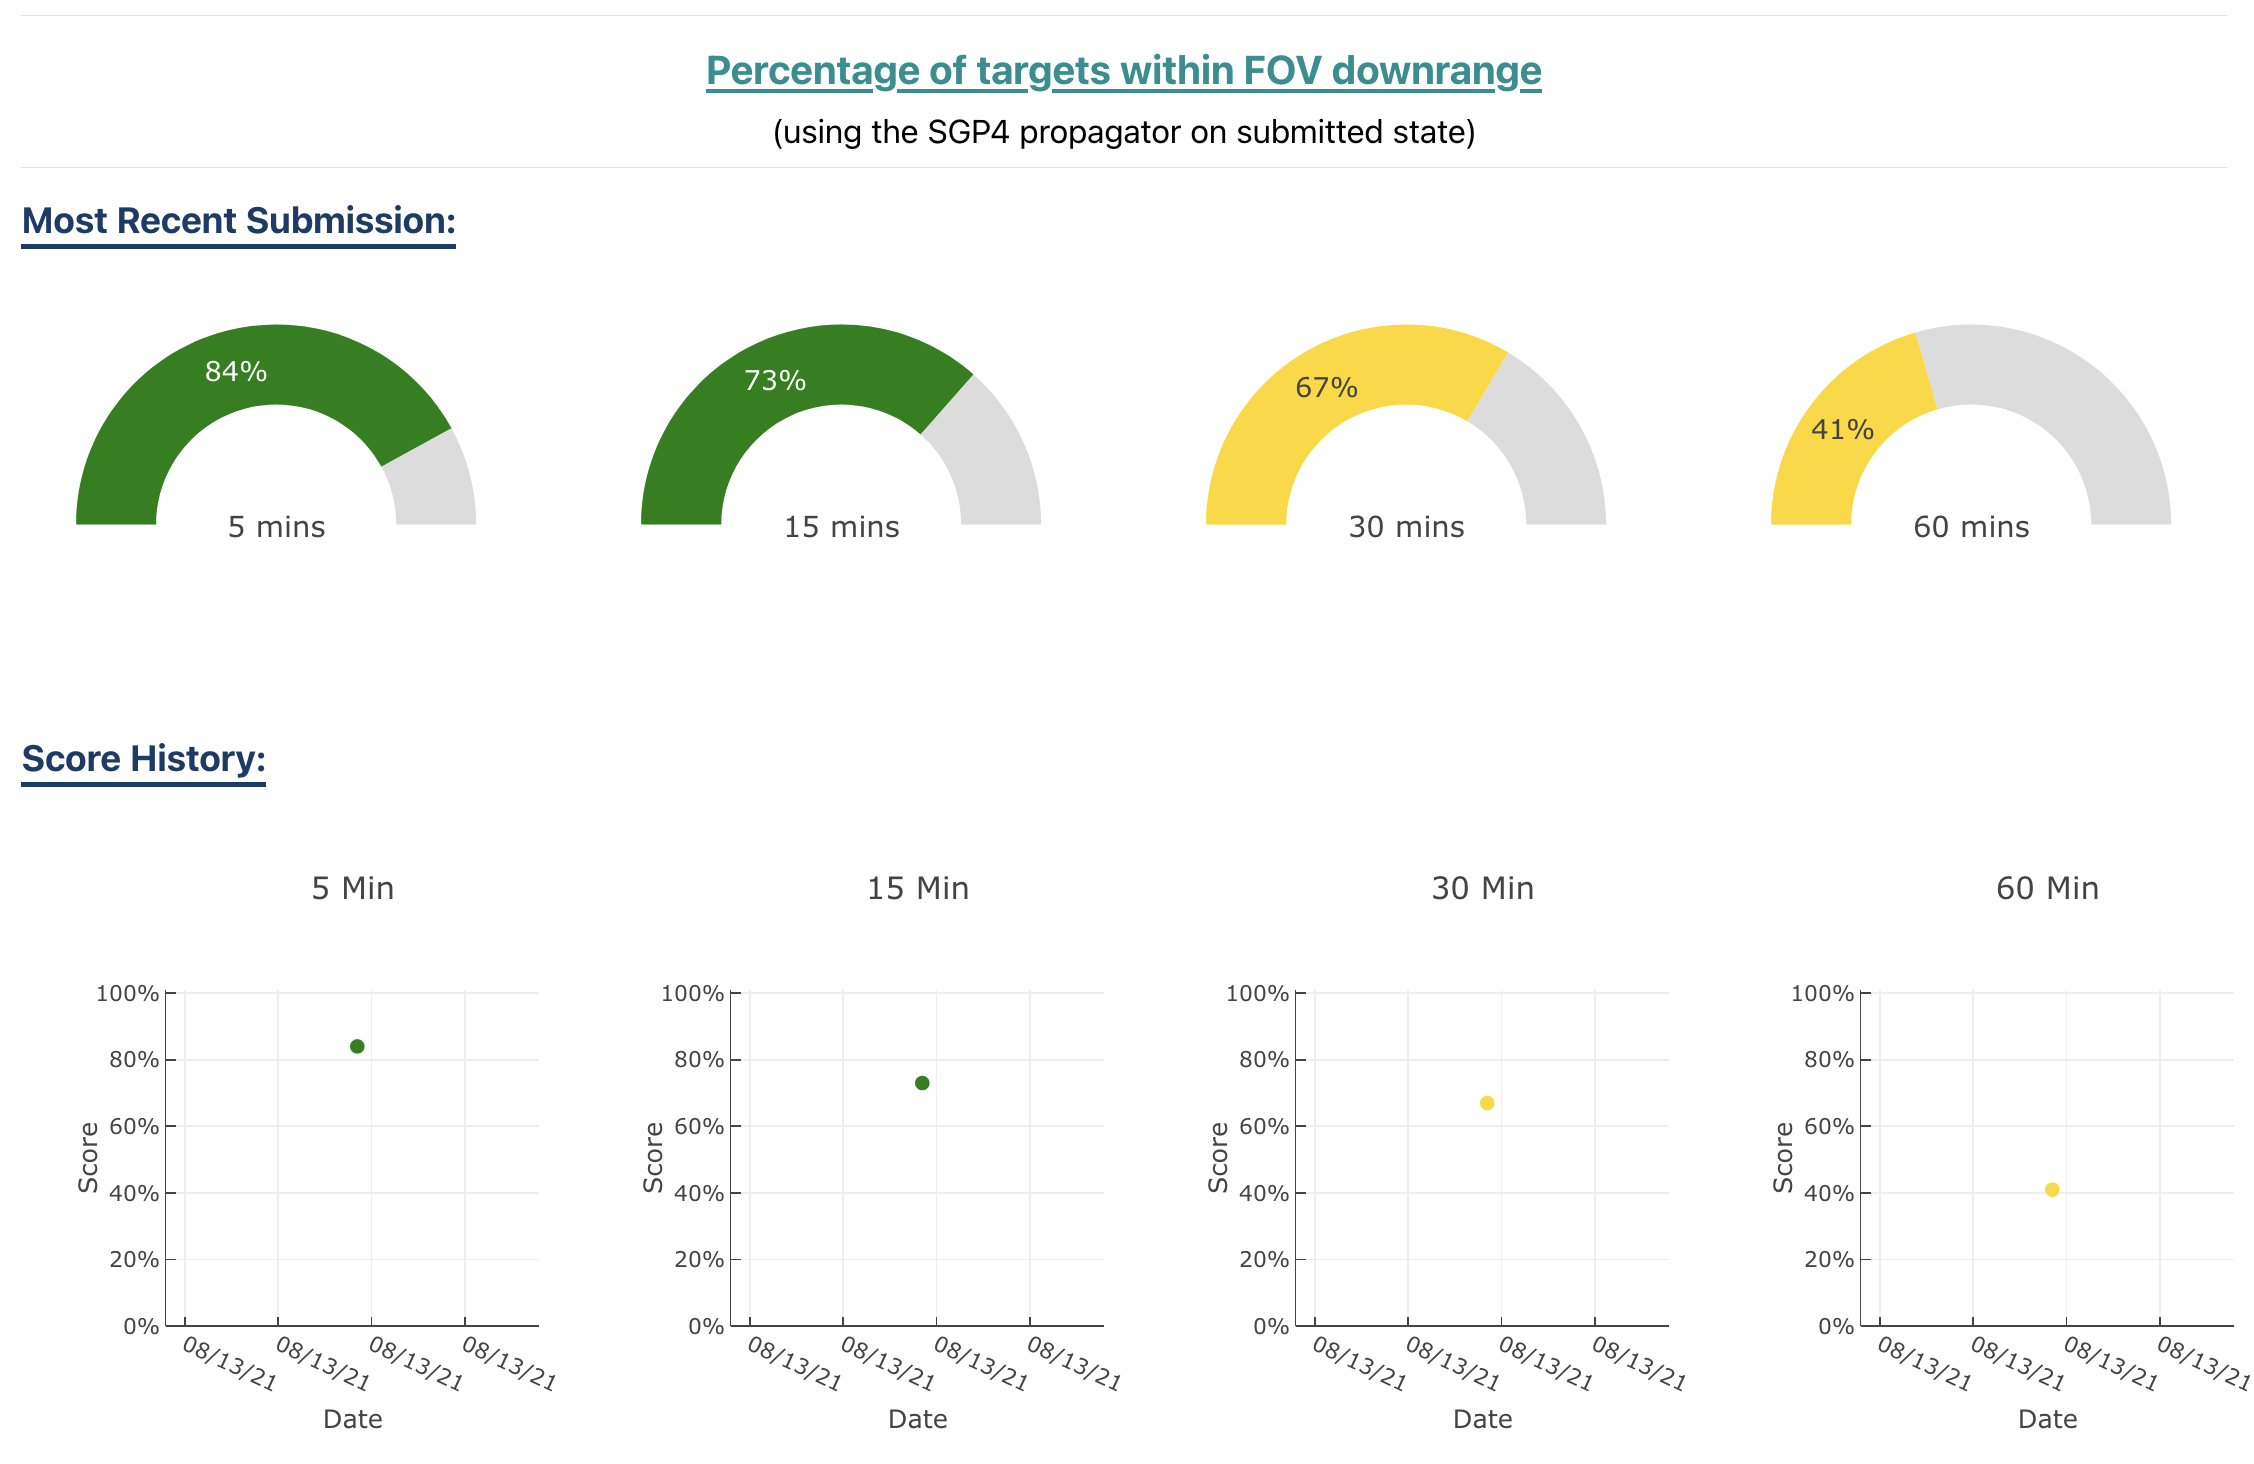 Percentage of targets within FOV downrange
(using the SGP4 propagator on submitted state)
Most Recent Submission:
84%
5 mins
73%
15 mins
67%
30 mins
41%
60 mins
Score History:
5 Min
100%
80%
60%
40%
20%
0%
Score
08/13/21
08/13/21
08/13/21
08/13/21
Date
15 Min
100%
80%
60%
40%
20%
0%
Score
08/13/21
08/13/21
08/13/21
08/13/21
Date
30 Min
100%
80%
60%
40%
20%
0%
Score
08/13/21
08/13/21
08/13/21
08/13/21
Date
60 Min
100%
80%
60%
40%
20%
0%
Score
08/13/21
08/13/21
08/13/21
08/13/21
Date